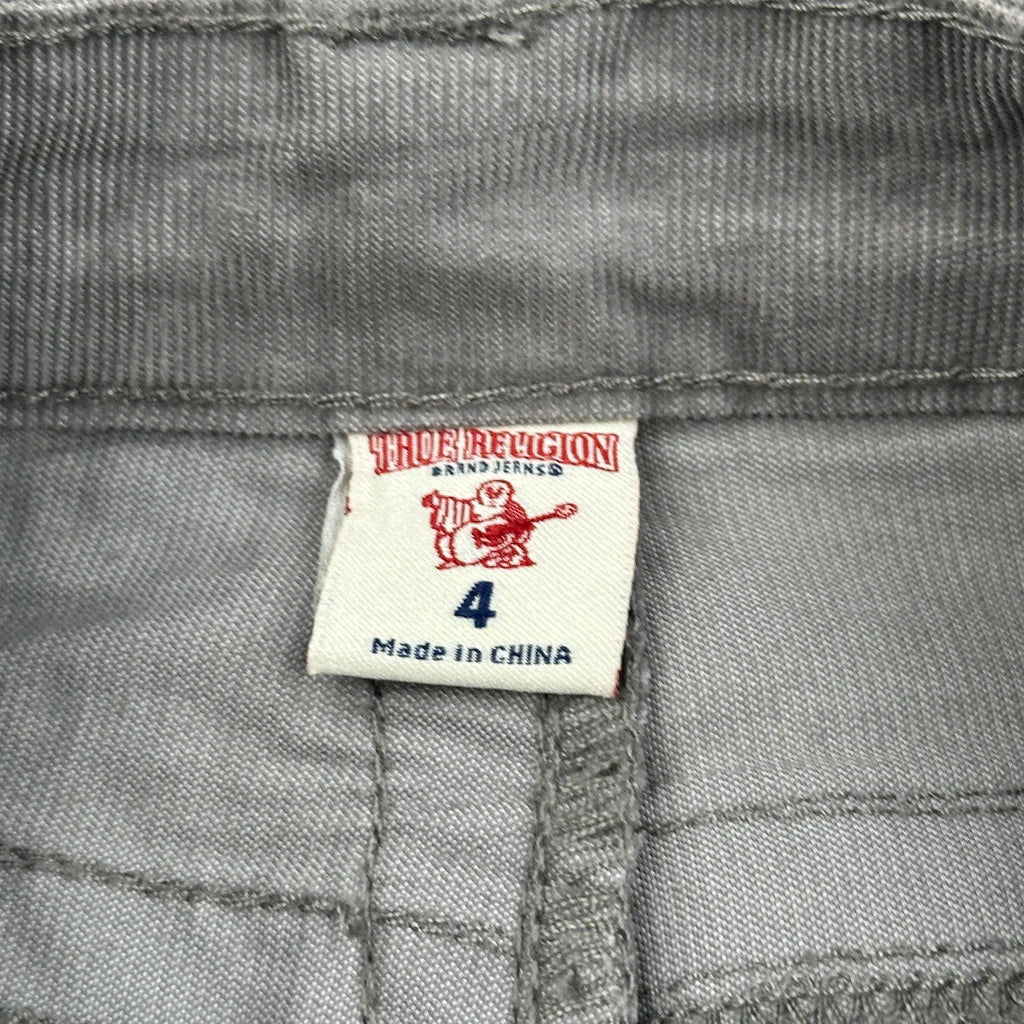 TRUE RELIGION
BRAND JEANS®
4
Made in CHINA